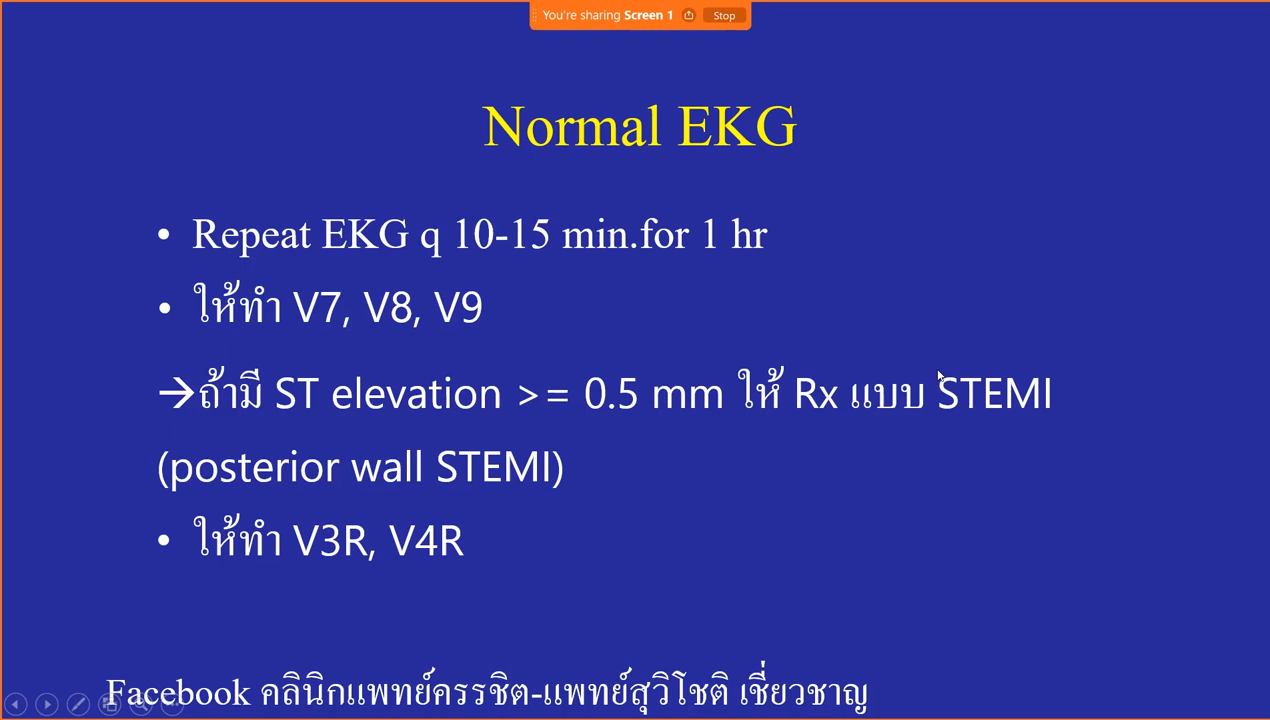 You're sharing Screen 1 Stop
Normal EKG
• Repeat EKG q 10-15 min.for 1 hr
• ให้ทำ V7, V8, V9
→ถ้ามี ST elevation >= 0.5 mm ให้ Rx แบบ STEMI
(posterior wall STEMI)
• ให้ทำ V3R, V4R
Facebook คลินิกแพทย์ครรชิต-แพทย์สุวิโชติ เชี่ยวชาญ